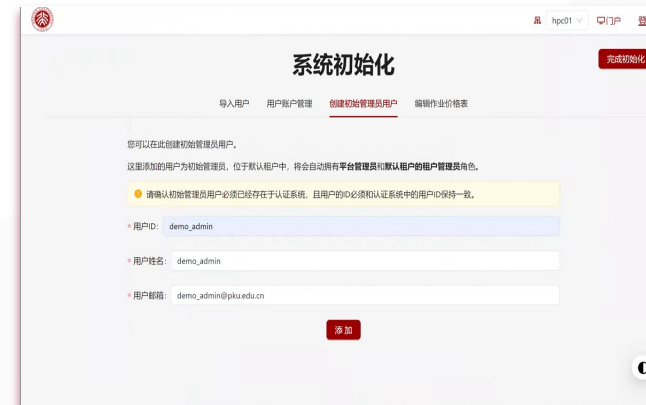 hpc01 门户 登
系统初始化
完成初始化
导入用户 用户账户管理 创建初始管理员用户 编辑作业价格表
您可以在此创建初始管理员用户。
这里添加的用户为初始管理员，位于默认租户中，将会自动拥有平台管理员和默认租户的租户管理员角色。
请确认初始管理员用户必须已经存在于认证系统，且用户的ID必须和认证系统中的用户ID保持一致。
* 用户ID: demo_admin
* 用户姓名: demo_admin
* 用户邮箱: demo_admin@pku.edu.cn
添 加